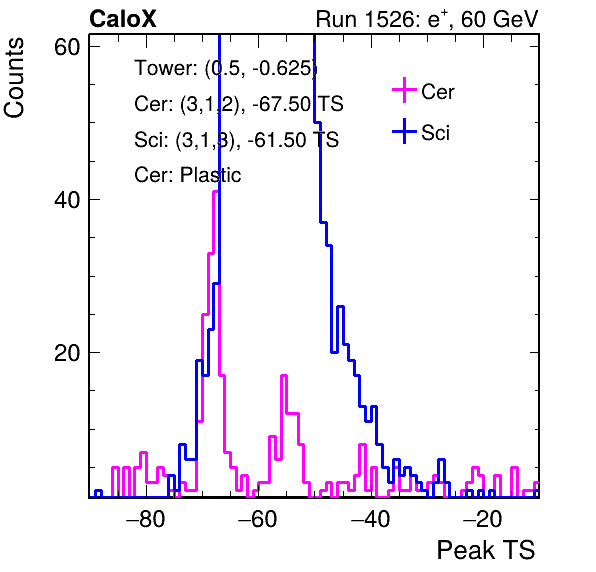 CaloX Run 1526: e⁺, 60 GeV
Counts
60
40
20
Tower: (0.5, -0.625)
Cer: (3,1,2), -67.50 TS
Sci: (3,1,3), -61.50 TS
Cer: Plastic
Cer
Sci
−80 −60 −40 −20
Peak TS